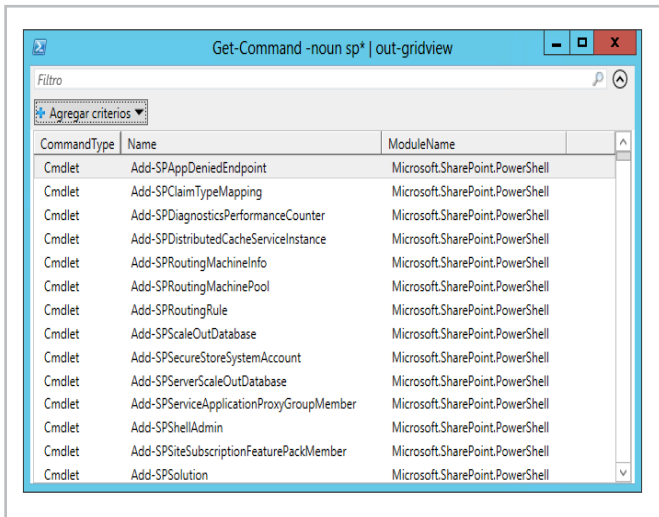 Get-Command -noun sp* | out-gridview
Filtro
Agregar criterios
CommandType Name ModuleName
Cmdlet Add-SPAppDeniedEndpoint Microsoft.SharePoint.PowerShell
Cmdlet Add-SPClaimTypeMapping Microsoft.SharePoint.PowerShell
Cmdlet Add-SPDiagnosticsPerformanceCounter Microsoft.SharePoint.PowerShell
Cmdlet Add-SPDistributedCacheServiceInstance Microsoft.SharePoint.PowerShell
Cmdlet Add-SPRoutingMachineInfo Microsoft.SharePoint.PowerShell
Cmdlet Add-SPRoutingMachinePool Microsoft.SharePoint.PowerShell
Cmdlet Add-SPRoutingRule Microsoft.SharePoint.PowerShell
Cmdlet Add-SPScaleOutDatabase Microsoft.SharePoint.PowerShell
Cmdlet Add-SPSecureStoreSystemAccount Microsoft.SharePoint.PowerShell
Cmdlet Add-SPServerScaleOutDatabase Microsoft.SharePoint.PowerShell
Cmdlet Add-SPServiceApplicationProxyGroupMember Microsoft.SharePoint.PowerShell
Cmdlet Add-SPShellAdmin Microsoft.SharePoint.PowerShell
Cmdlet Add-SPSiteSubscriptionFeaturePackMember Microsoft.SharePoint.PowerShell
Cmdlet Add-SPSolution Microsoft.SharePoint.PowerShell